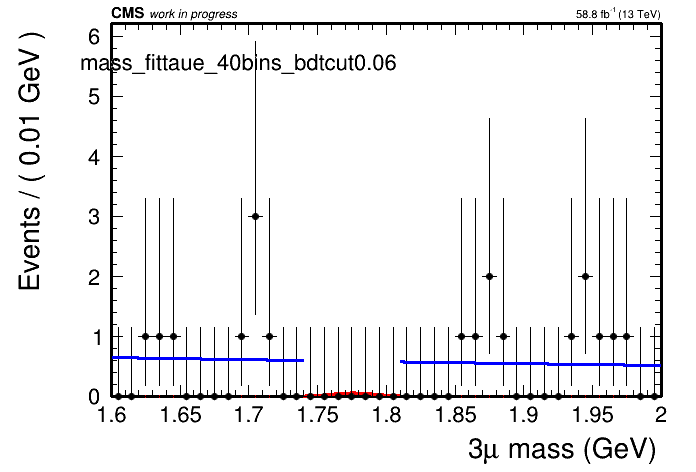 CMS work in progress
58.8 fb⁻¹ (13 TeV)
mass_fittaue_40bins_bdtcut0.06
Events / ( 0.01 GeV )
6
5
4
3
2
1
0
1.6 1.65 1.7 1.75 1.8 1.85 1.9 1.95 2
3μ mass (GeV)